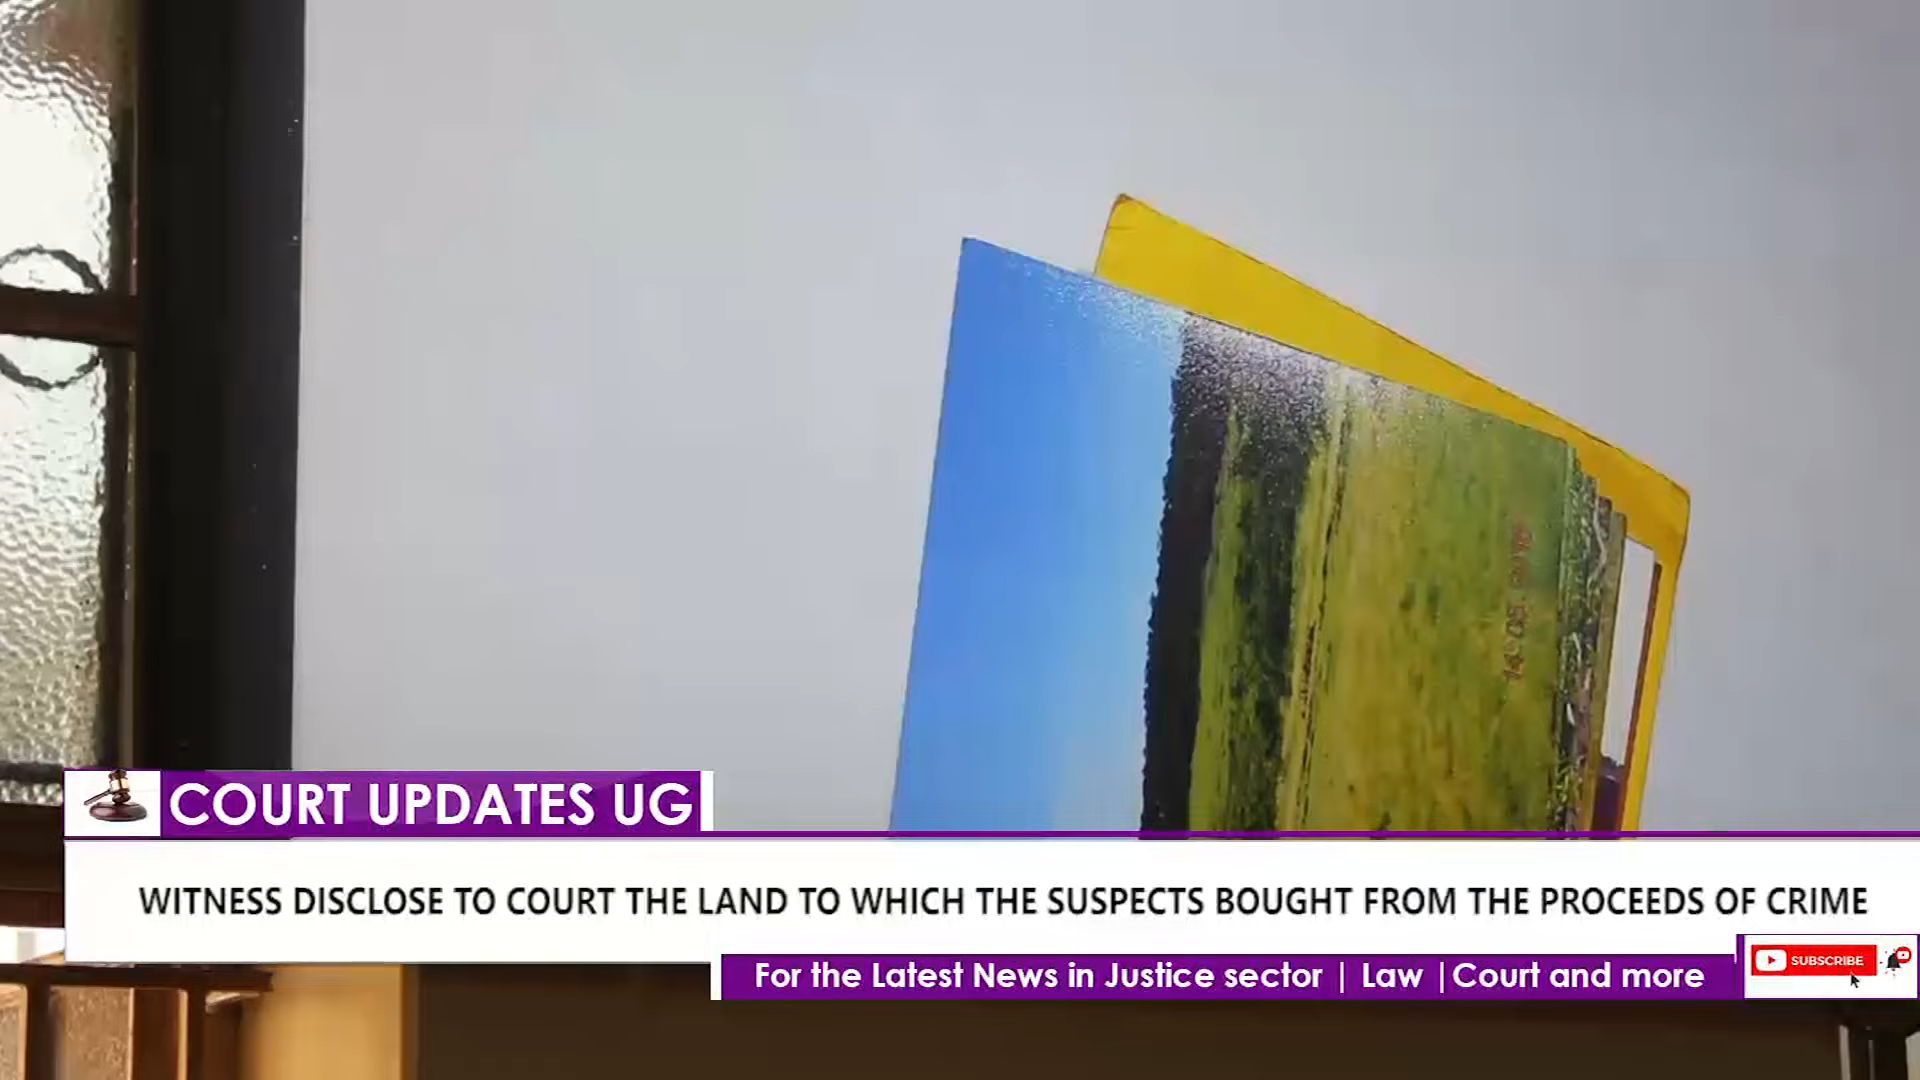 COURT UPDATES UG
WITNESS DISCLOSE TO COURT THE LAND TO WHICH THE SUSPECTS BOUGHT FROM THE PROCEEDS OF CRIME
For the Latest News in Justice sector | Law |Court and more
SUBSCRIBE